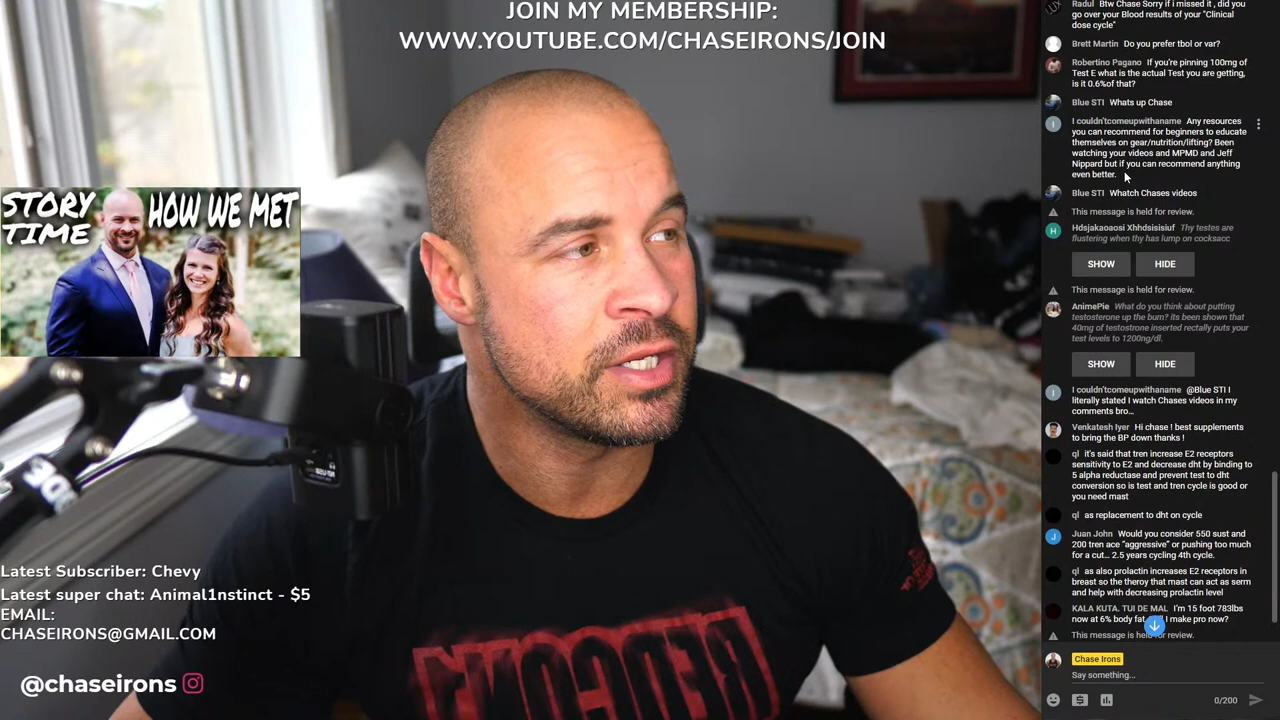 JOIN MY MEMBERSHIP:
WWW.YOUTUBE.COM/CHASEIRONS/JOIN
STORY TIME
HOW WE MET
Latest Subscriber: Chevy
Latest super chat: Animal1nstinct - $5
EMAIL:
CHASEIRONS@GMAIL.COM
@chaseirons
Radul Btw Chase Sorry if i missed it , did you
go over your Blood results of your "Clinical
dose cycle"
Brett Martin Do you prefer tbol or var?
Robertino Pagano If you're pinning 100mg of
Test E what is the actual Test you are getting,
is it 0.6%of that?
Blue STI Whats up Chase
I couldn'tcomeupwithaname Any resources
you can recommend for beginners to educate
themselves on gear/nutrition/lifting? Been
watching your videos and MPMD and Jeff
Nippard but if you can recommend anything
even better.
Blue STI Whatch Chases videos
This message is held for review.
H
Hdsjakaoaosi Xhhdsisisiuf Thy testes are
flustering when thy has lump on cocksacc
SHOW HIDE
This message is held for review.
AnimePie What do you think about putting
testosterone up the bum? its been shown that
40mg of testostrone inserted rectally puts your
test levels to 1200ng/dl.
SHOW HIDE
I couldn'tcomeupwithaname @Blue STI I
literally stated I watch Chases videos in my
comments bro...
Venkatesh Iyer Hi chase ! best supplements
to bring the BP down thanks !
ql it's said that tren increase E2 receptors
sensitivity to E2 and decrease dht by binding to
5 alpha reductase and prevent test to dht
conversion so is test and tren cycle is good or
you need mast
ql as replacement to dht on cycle
J
Juan John Would you consider 550 sust and
200 tren ace "aggressive" or pushing too much
for a cut... 2.5 years cycling 4th cycle.
ql as also prolactin increases E2 receptors in
breast so the theroy that mast can act as serm
and help with decreasing prolactin level
KALA KUTA. TUI DE MAL I'm 15 foot 783lbs
now at 6% body fat I make pro now?
This message is held for review.
Chase Irons
Say something...
0/200